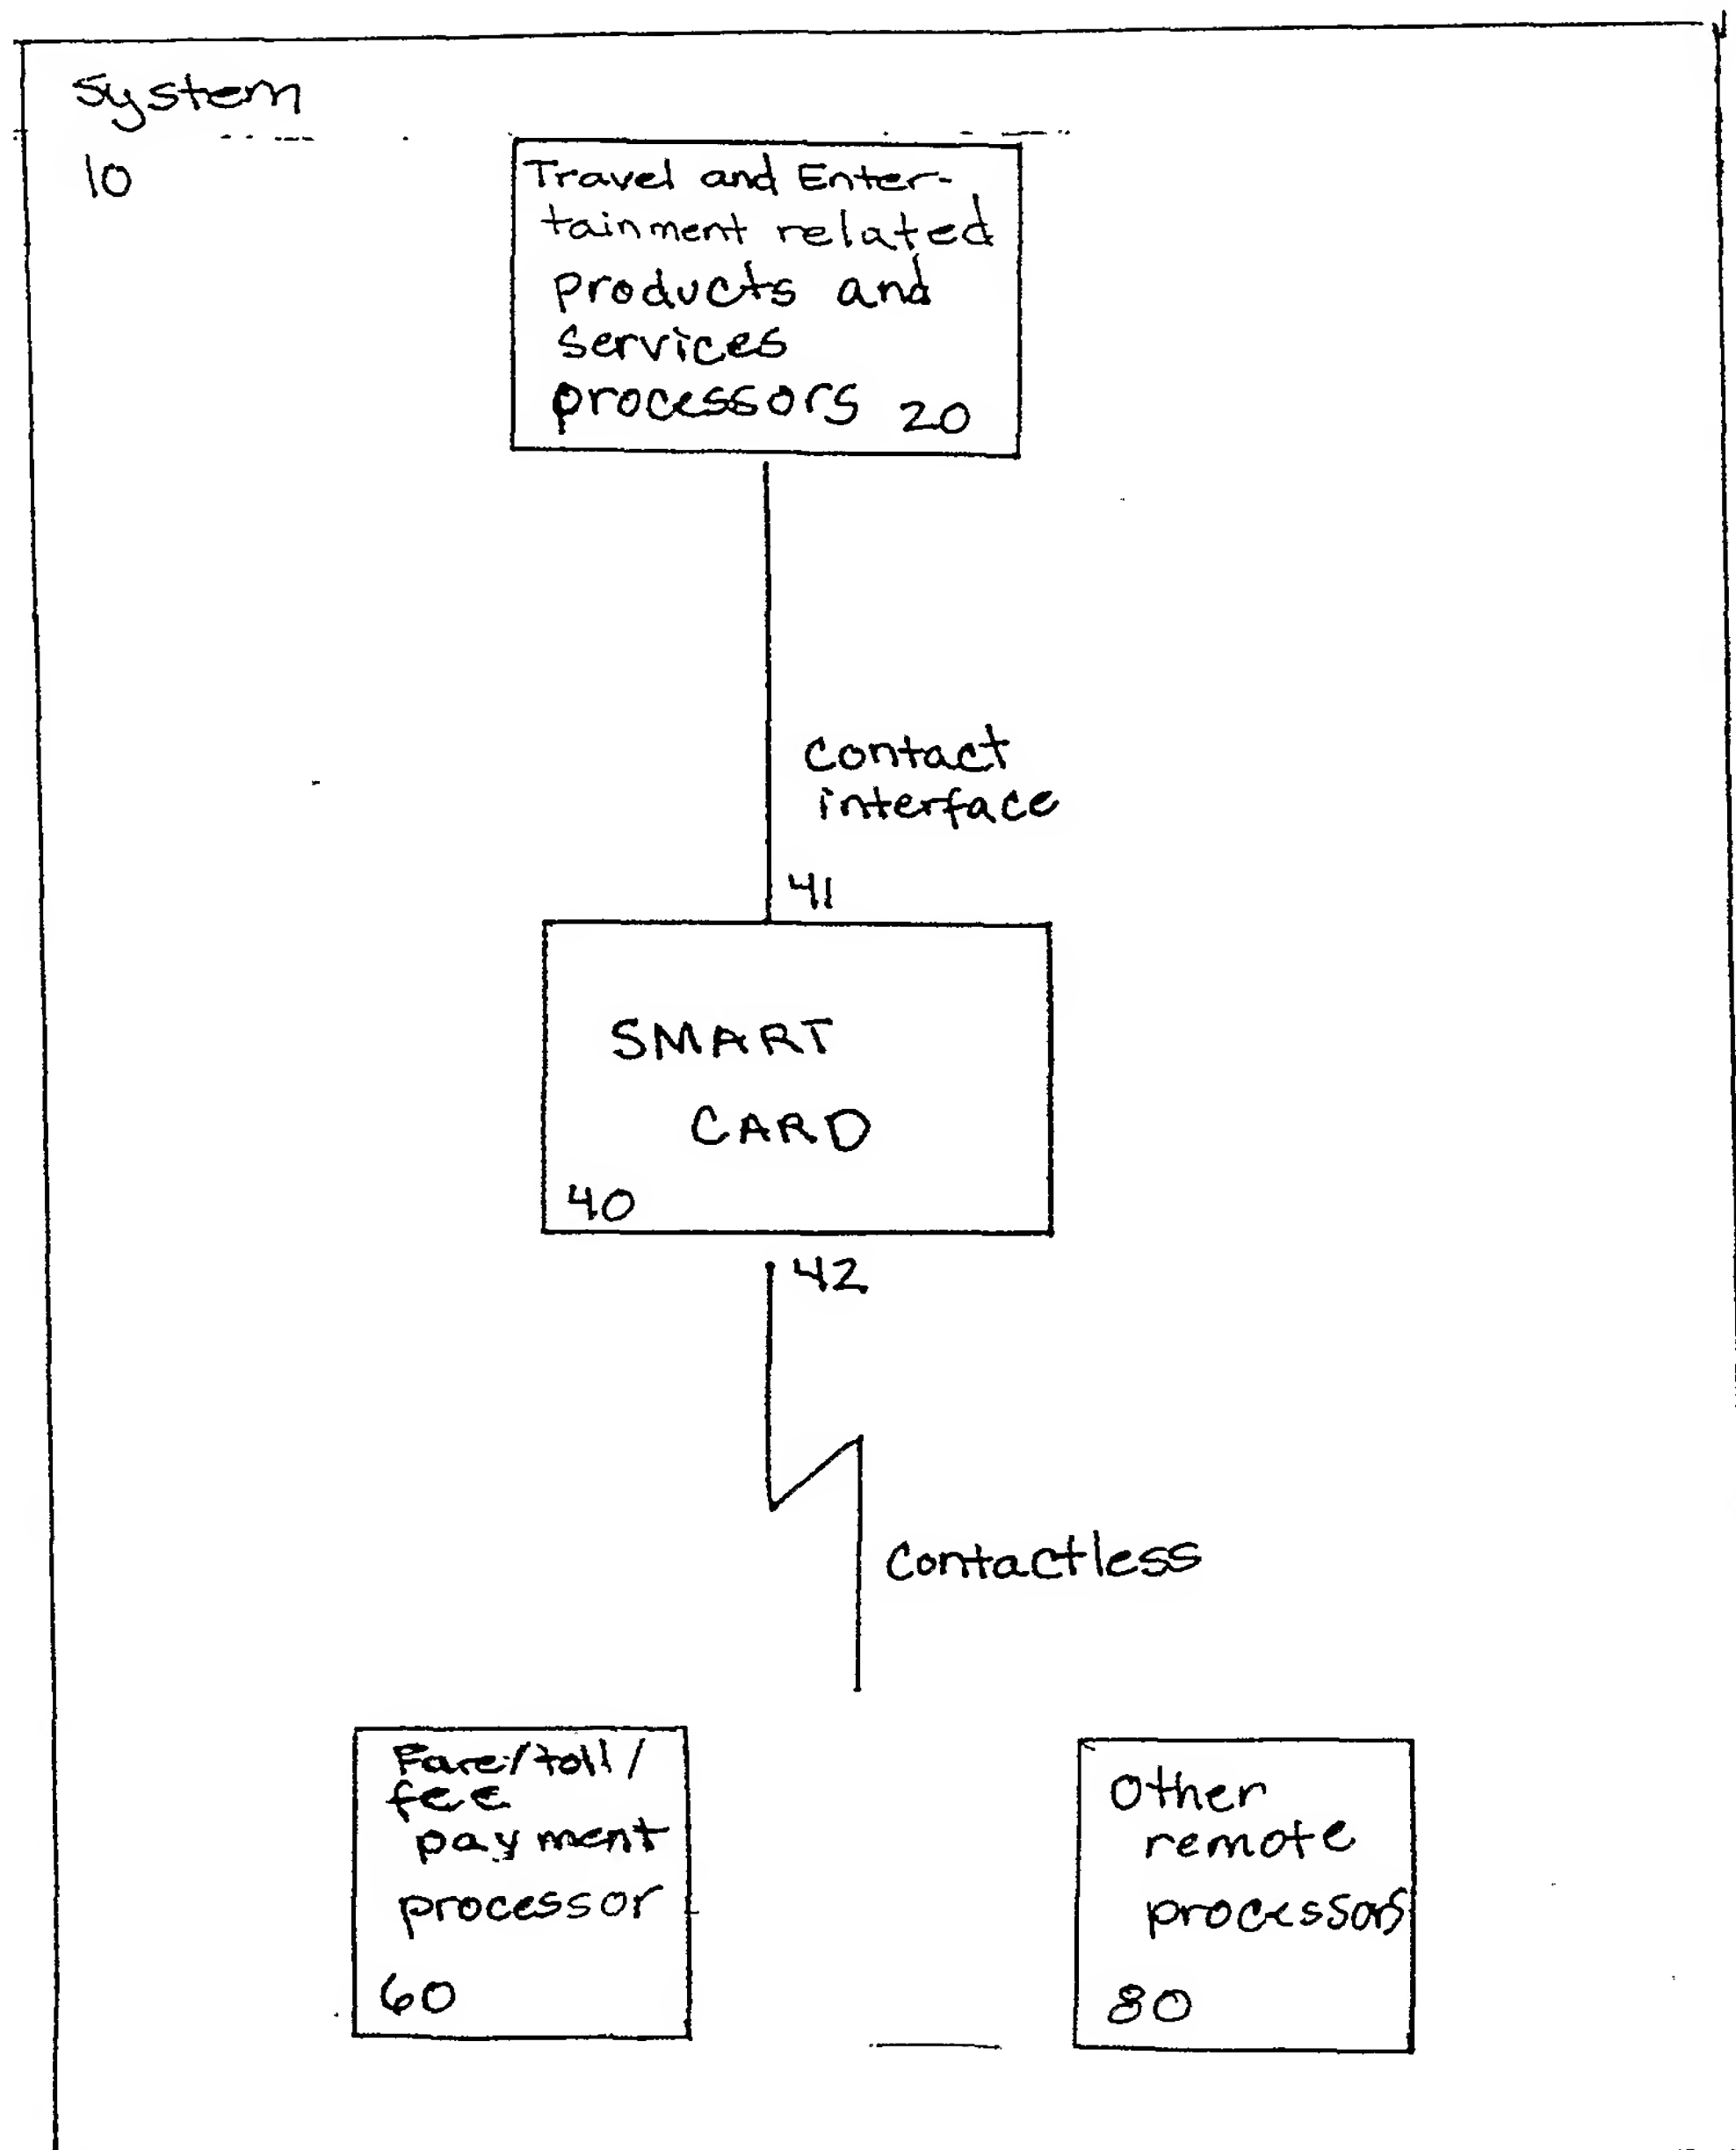 System
10
Travel and Enter-
tainment related
products and
services
processors 20
Contact
interface
41
SMART
CARD
40
42
Contactless
Fare/toll/
fee
payment
processor
60
Other
remote
processors
80